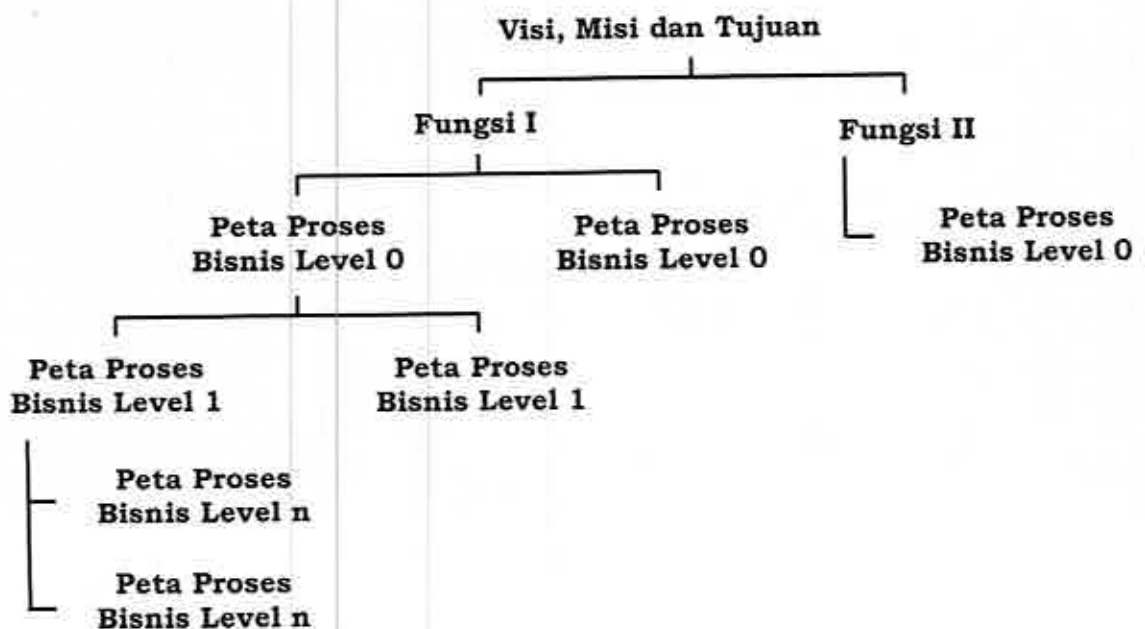 Visi, Misi dan Tujuan
Fungsi I
Fungsi II
Peta Proses
Bisnis Level 0
Peta Proses
Bisnis Level 0
Peta Proses
Bisnis Level 0
Peta Proses
Bisnis Level 1
Peta Proses
Bisnis Level 1
Peta Proses
Bisnis Level n
Peta Proses
Bisnis Level n